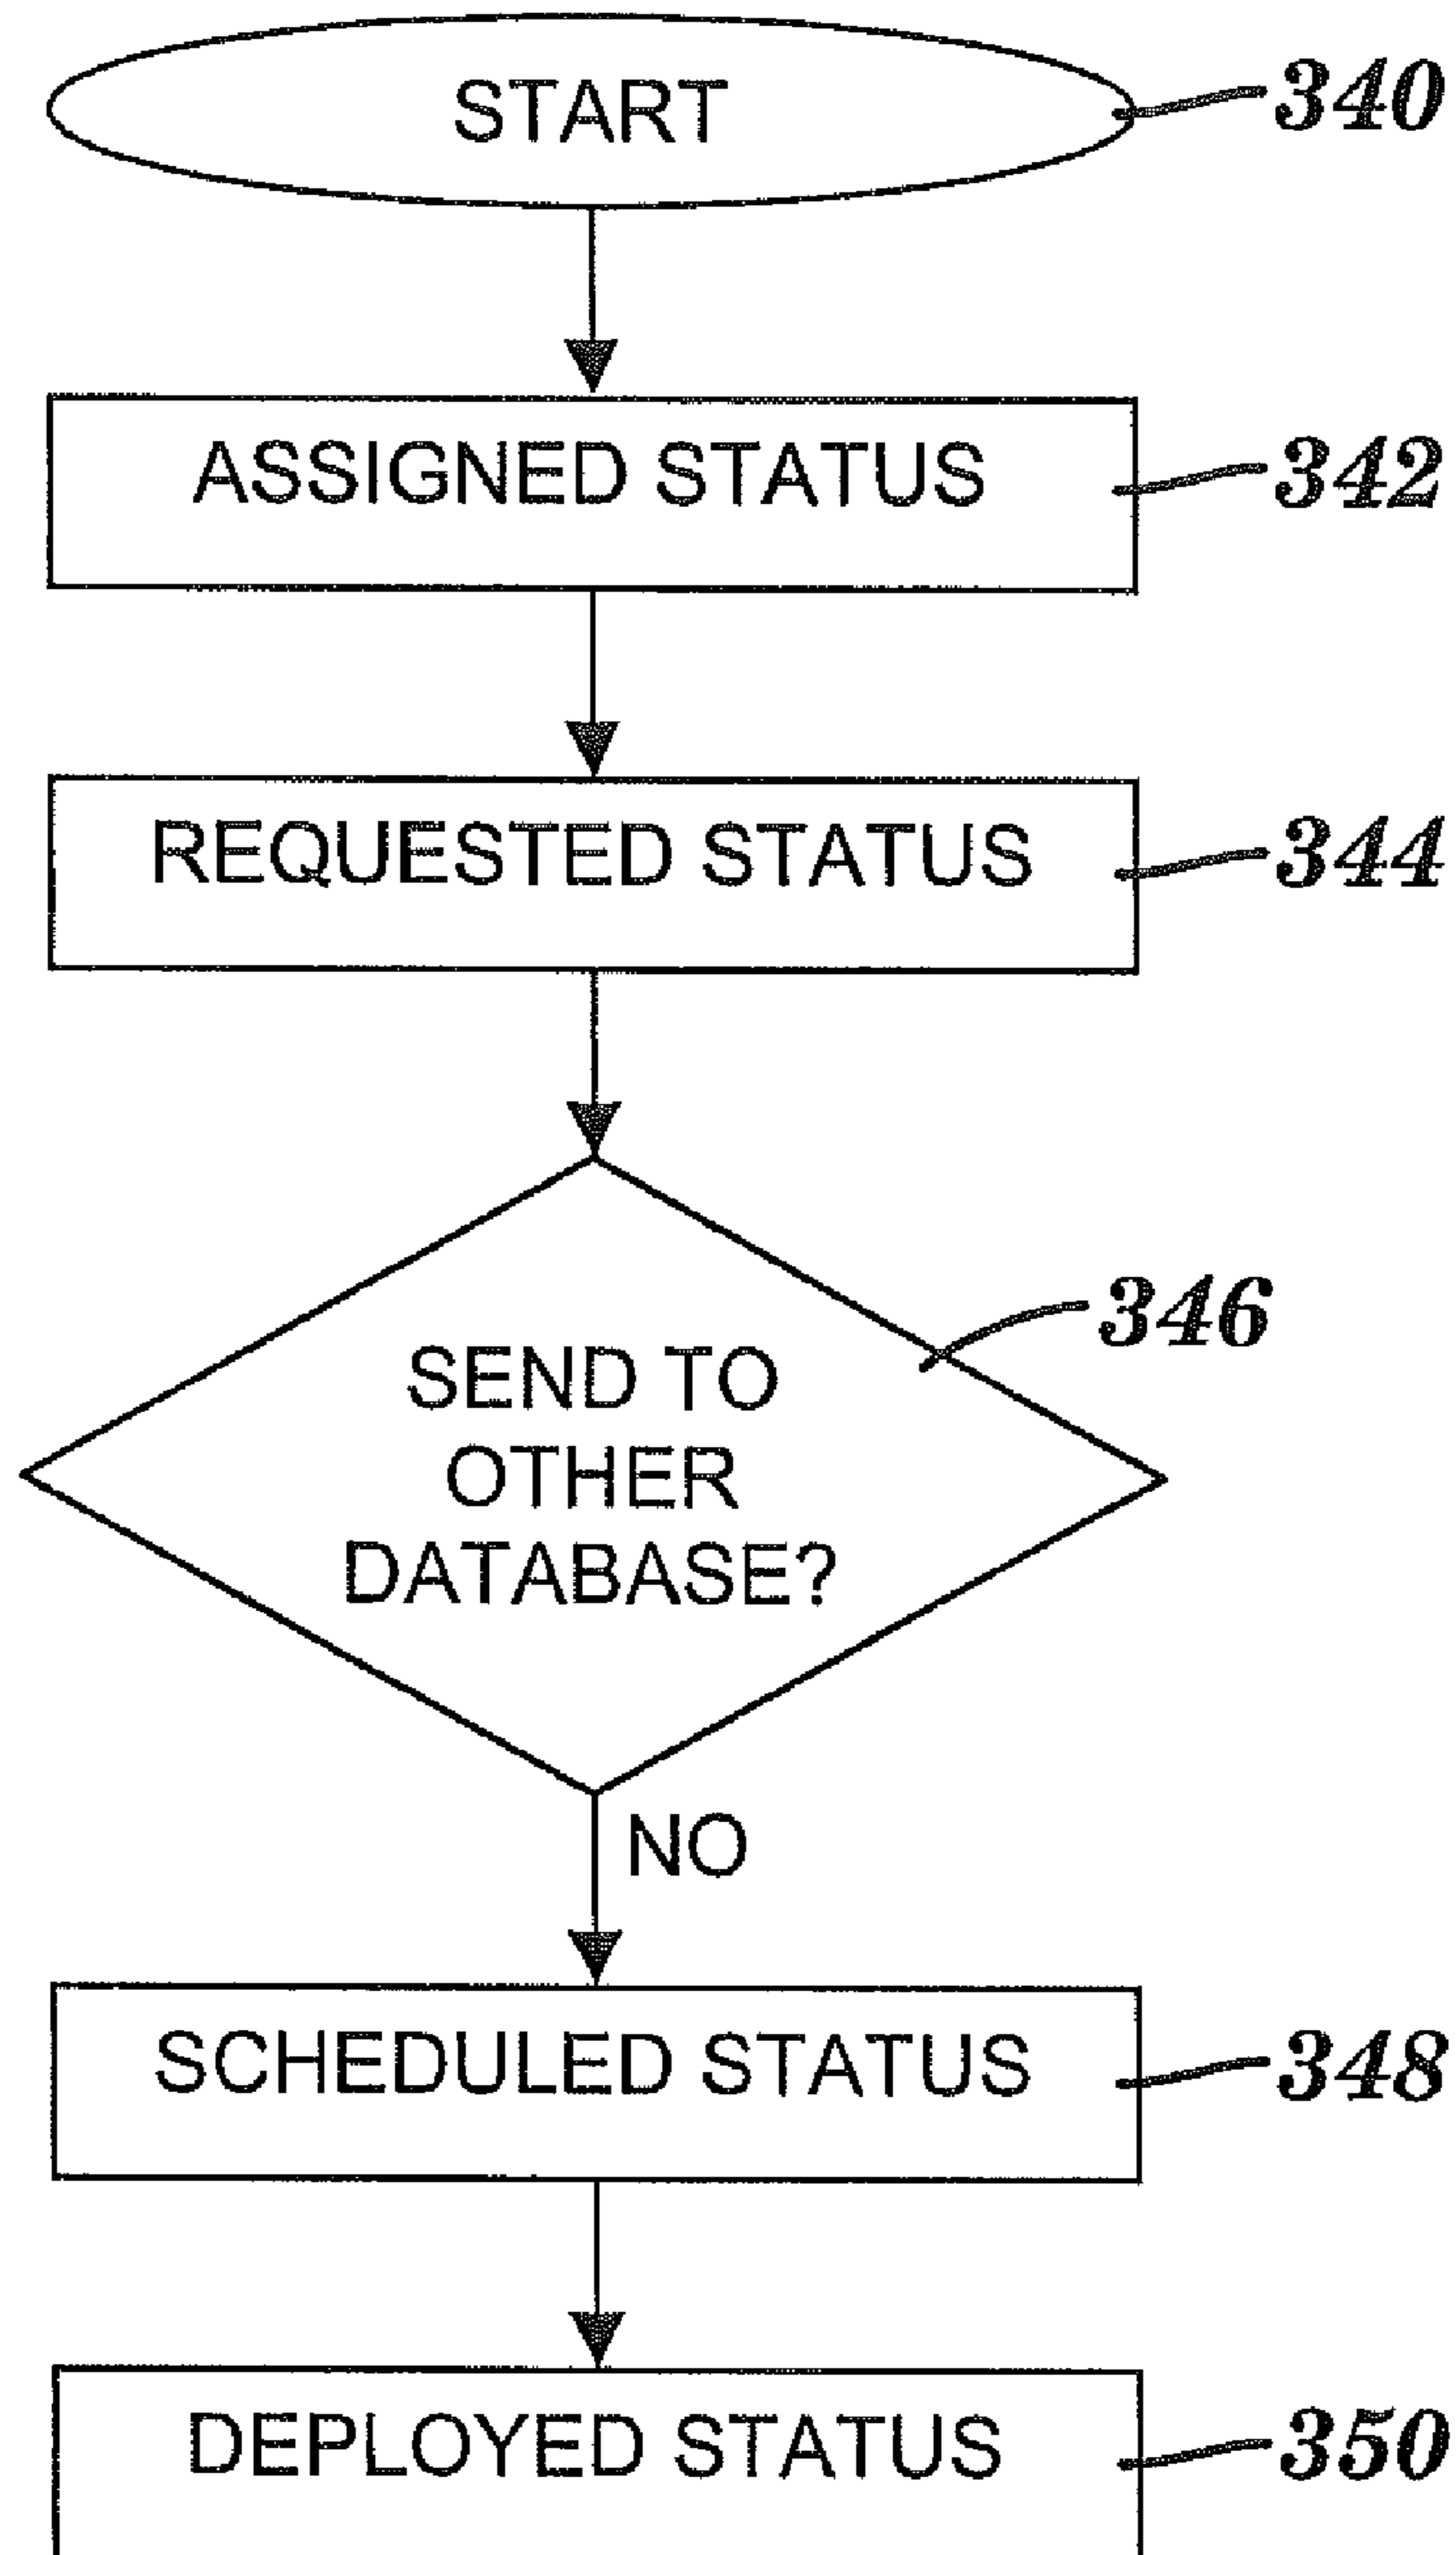 START
340
ASSIGNED STATUS
342
REQUESTED STATUS
344
346
SEND TO
OTHER
DATABASE?
NO
SCHEDULED STATUS
348
DEPLOYED STATUS
350